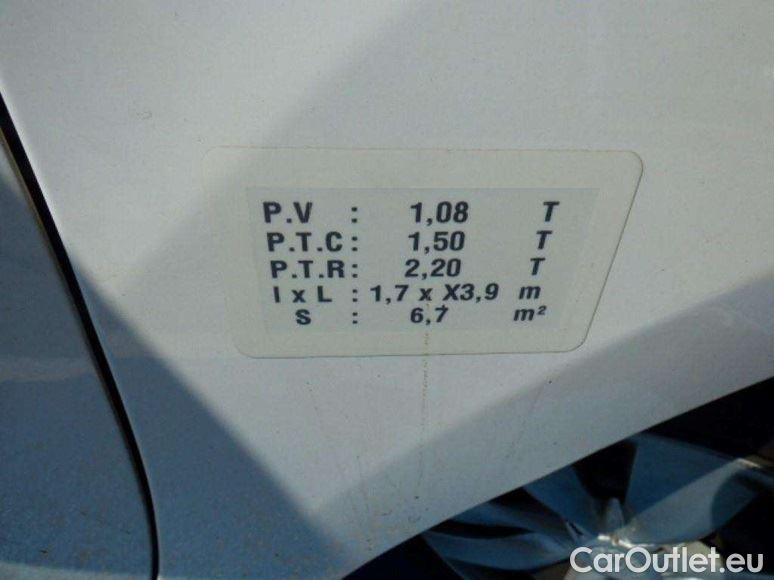 P.V : 1,08 T
P.T.C : 1,50 T
P.T.R : 2,20 T
l x L : 1,7 x X3,9 m
S : 6,7 m²
CarOutlet.eu